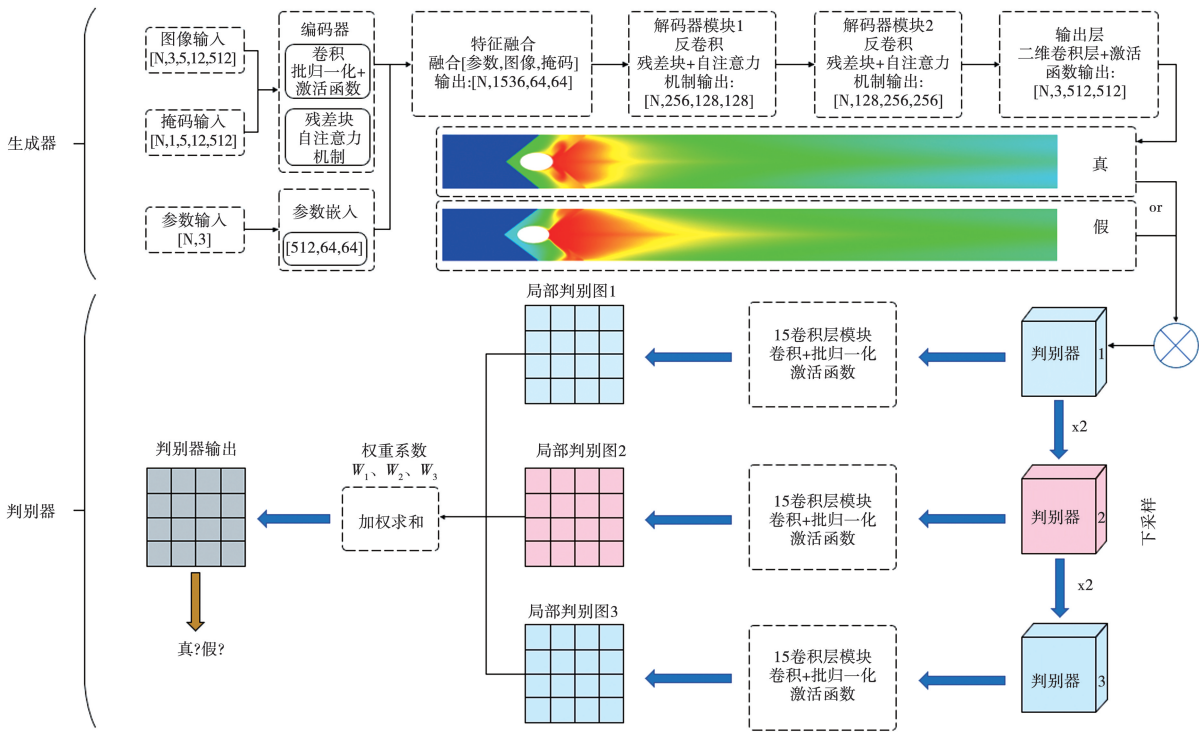 生成器
图像输入
[N,3,5,12,512]
掩码输入
[N,1,5,12,512]
参数输入
[N,3]
编码器
卷积
批归一化+
激活函数
残差块
自注意力
机制
参数嵌入
[512,64,64]
特征融合
融合[参数,图像,掩码]
输出:[N,1536,64,64]
解码器模块1
反卷积
残差块+自注意力
机制输出:
[N,256,128,128]
解码器模块2
反卷积
残差块+自注意力
机制输出:
[N,128,256,256]
输出层
二维卷积层+激活
函数输出:
[N,3,512,512]
真
or
假
判别器
局部判别图1
15卷积层模块
卷积+批归一化
激活函数
判别器
1
x2
判别器输出
权重系数
W1、W2、W3
加权求和
局部判别图2
15卷积层模块
卷积+批归一化
激活函数
判别器
2
下采样
x2
真?假?
局部判别图3
15卷积层模块
卷积+批归一化
激活函数
判别器
3